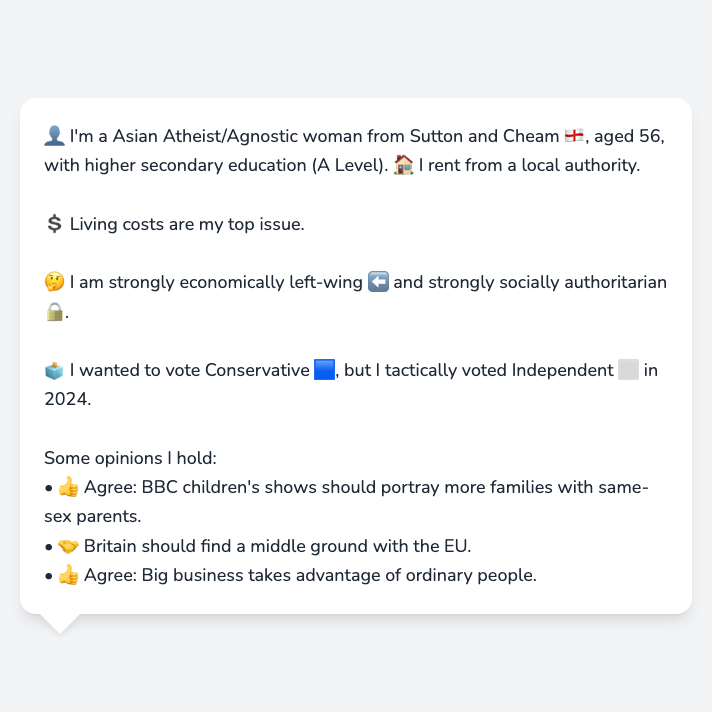 👤 I'm a Asian Atheist/Agnostic woman from Sutton and Cheam 🏴󠁧󠁢󠁥󠁮󠁧󠁿, aged 56,
with higher secondary education (A Level). 🏠 I rent from a local authority.
💲 Living costs are my top issue.
🤔 I am strongly economically left-wing ⬅️ and strongly socially authoritarian
🔒.
🗳️ I wanted to vote Conservative 🟦, but I tactically voted Independent ⬜ in
2024.
Some opinions I hold:
• 👍 Agree: BBC children's shows should portray more families with same-
sex parents.
• 🤝 Britain should find a middle ground with the EU.
• 👍 Agree: Big business takes advantage of ordinary people.